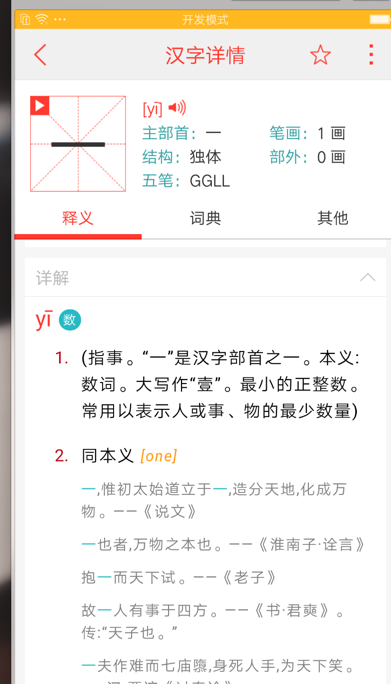 开发模式
汉字详情
[yī]
主部首：一 笔画：1 画
结构：独体 部外：0 画
五笔：GGLL
释义 词典 其他
详解
yī 数
1. (指事。“一”是汉字部首之一。本义:
数词。大写作“壹”。最小的正整数。
常用以表示人或事、物的最少数量)
2. 同本义 [one]
一,惟初太始道立于一,造分天地,化成万
物。——《说文》
一也者,万物之本也。——《淮南子·诠言》
抱一而天下试。——《老子》
故一人有事于四方。——《书·君奭》。
传:“天子也。”
一夫作难而七庙隳,身死人手,为天下笑。